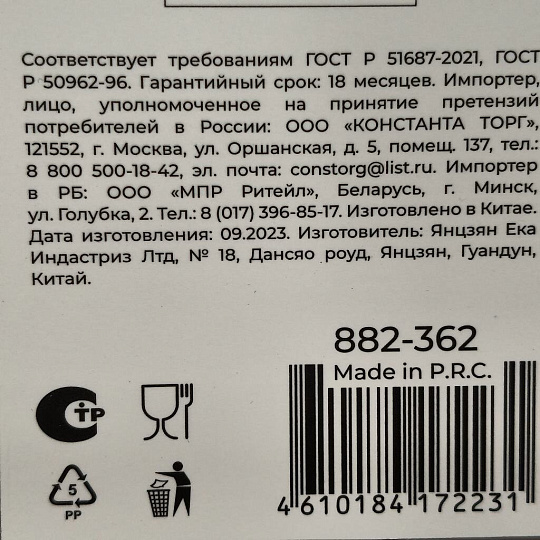 Соответствует требованиям ГОСТ Р 51687-2021, ГОСТ
Р 50962-96. Гарантийный срок: 18 месяцев. Импортер,
лицо, уполномоченное на принятие претензий
потребителей в России: ООО «КОНСТАНТА ТОРГ»,
121552, г. Москва, ул. Оршанская, д. 5, помещ. 137, тел.:
8 800 500-18-42, эл. почта: constorg@list.ru. Импортер
в РБ: ООО «МПР Ритейл», Беларусь, г. Минск,
ул. Голубка, 2. Тел.: 8 (017) 396-85-17. Изготовлено в Китае.
Дата изготовления: 09.2023. Изготовитель: Янцзян Ека
Индастриз Лтд, № 18, Дансяо роуд, Янцзян, Гуандун,
Китай.
882-362
Made in P.R.C.
СТР
5
PP
4 610184 172231